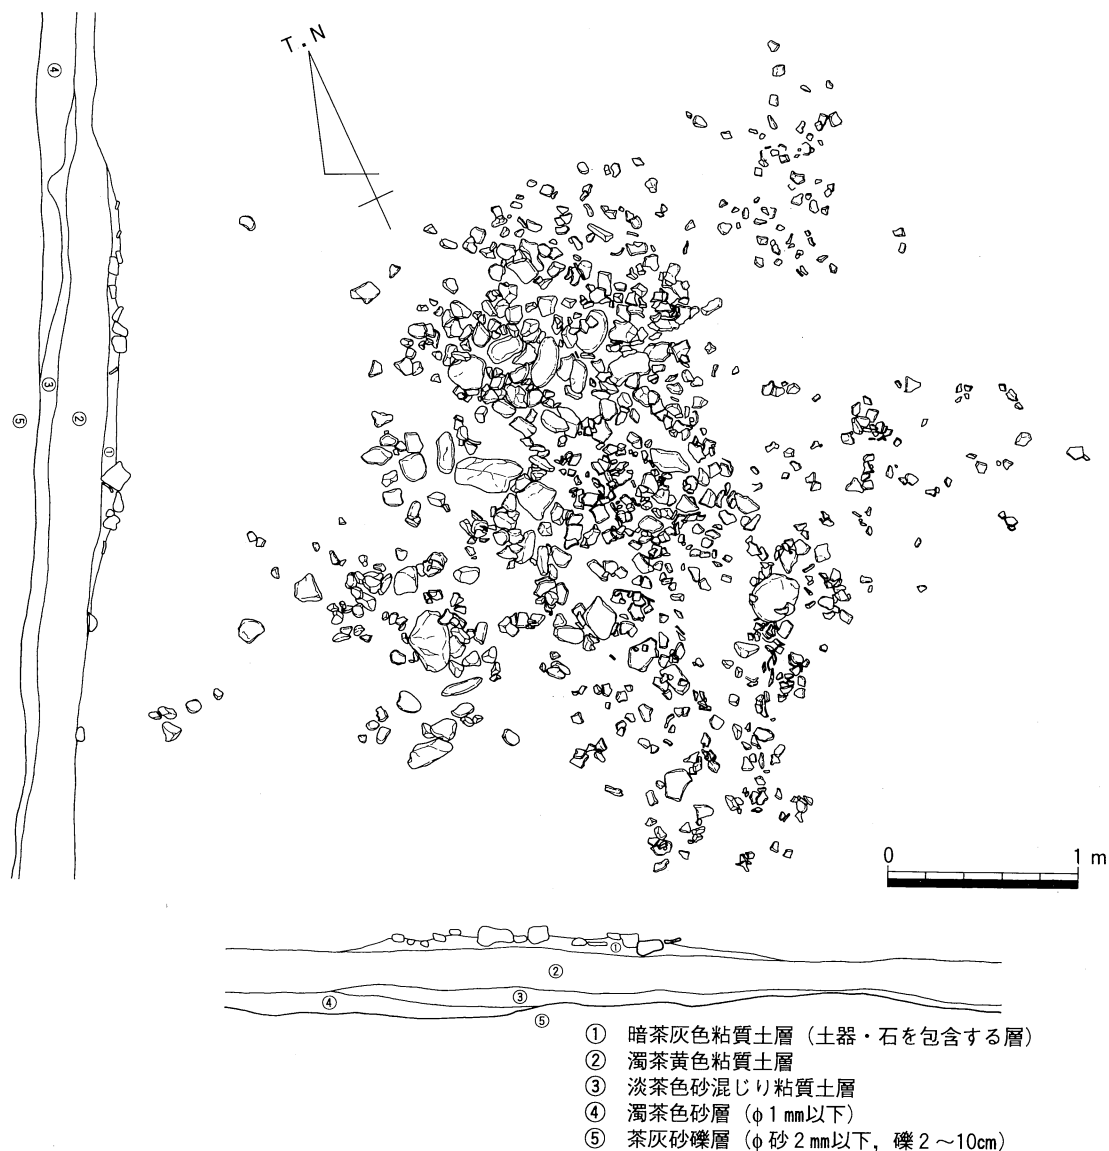 T.N
④
③
⑤
②
①
0 1 m
①
②
③
④
⑤
① 暗茶灰色粘質土層（土器・石を包含する層）
② 濁茶黄色粘質土層
③ 淡茶色砂混じり粘質土層
④ 濁茶色砂層（φ1㎜以下）
⑤ 茶灰砂礫層（φ砂2㎜以下，礫2～10㎝）